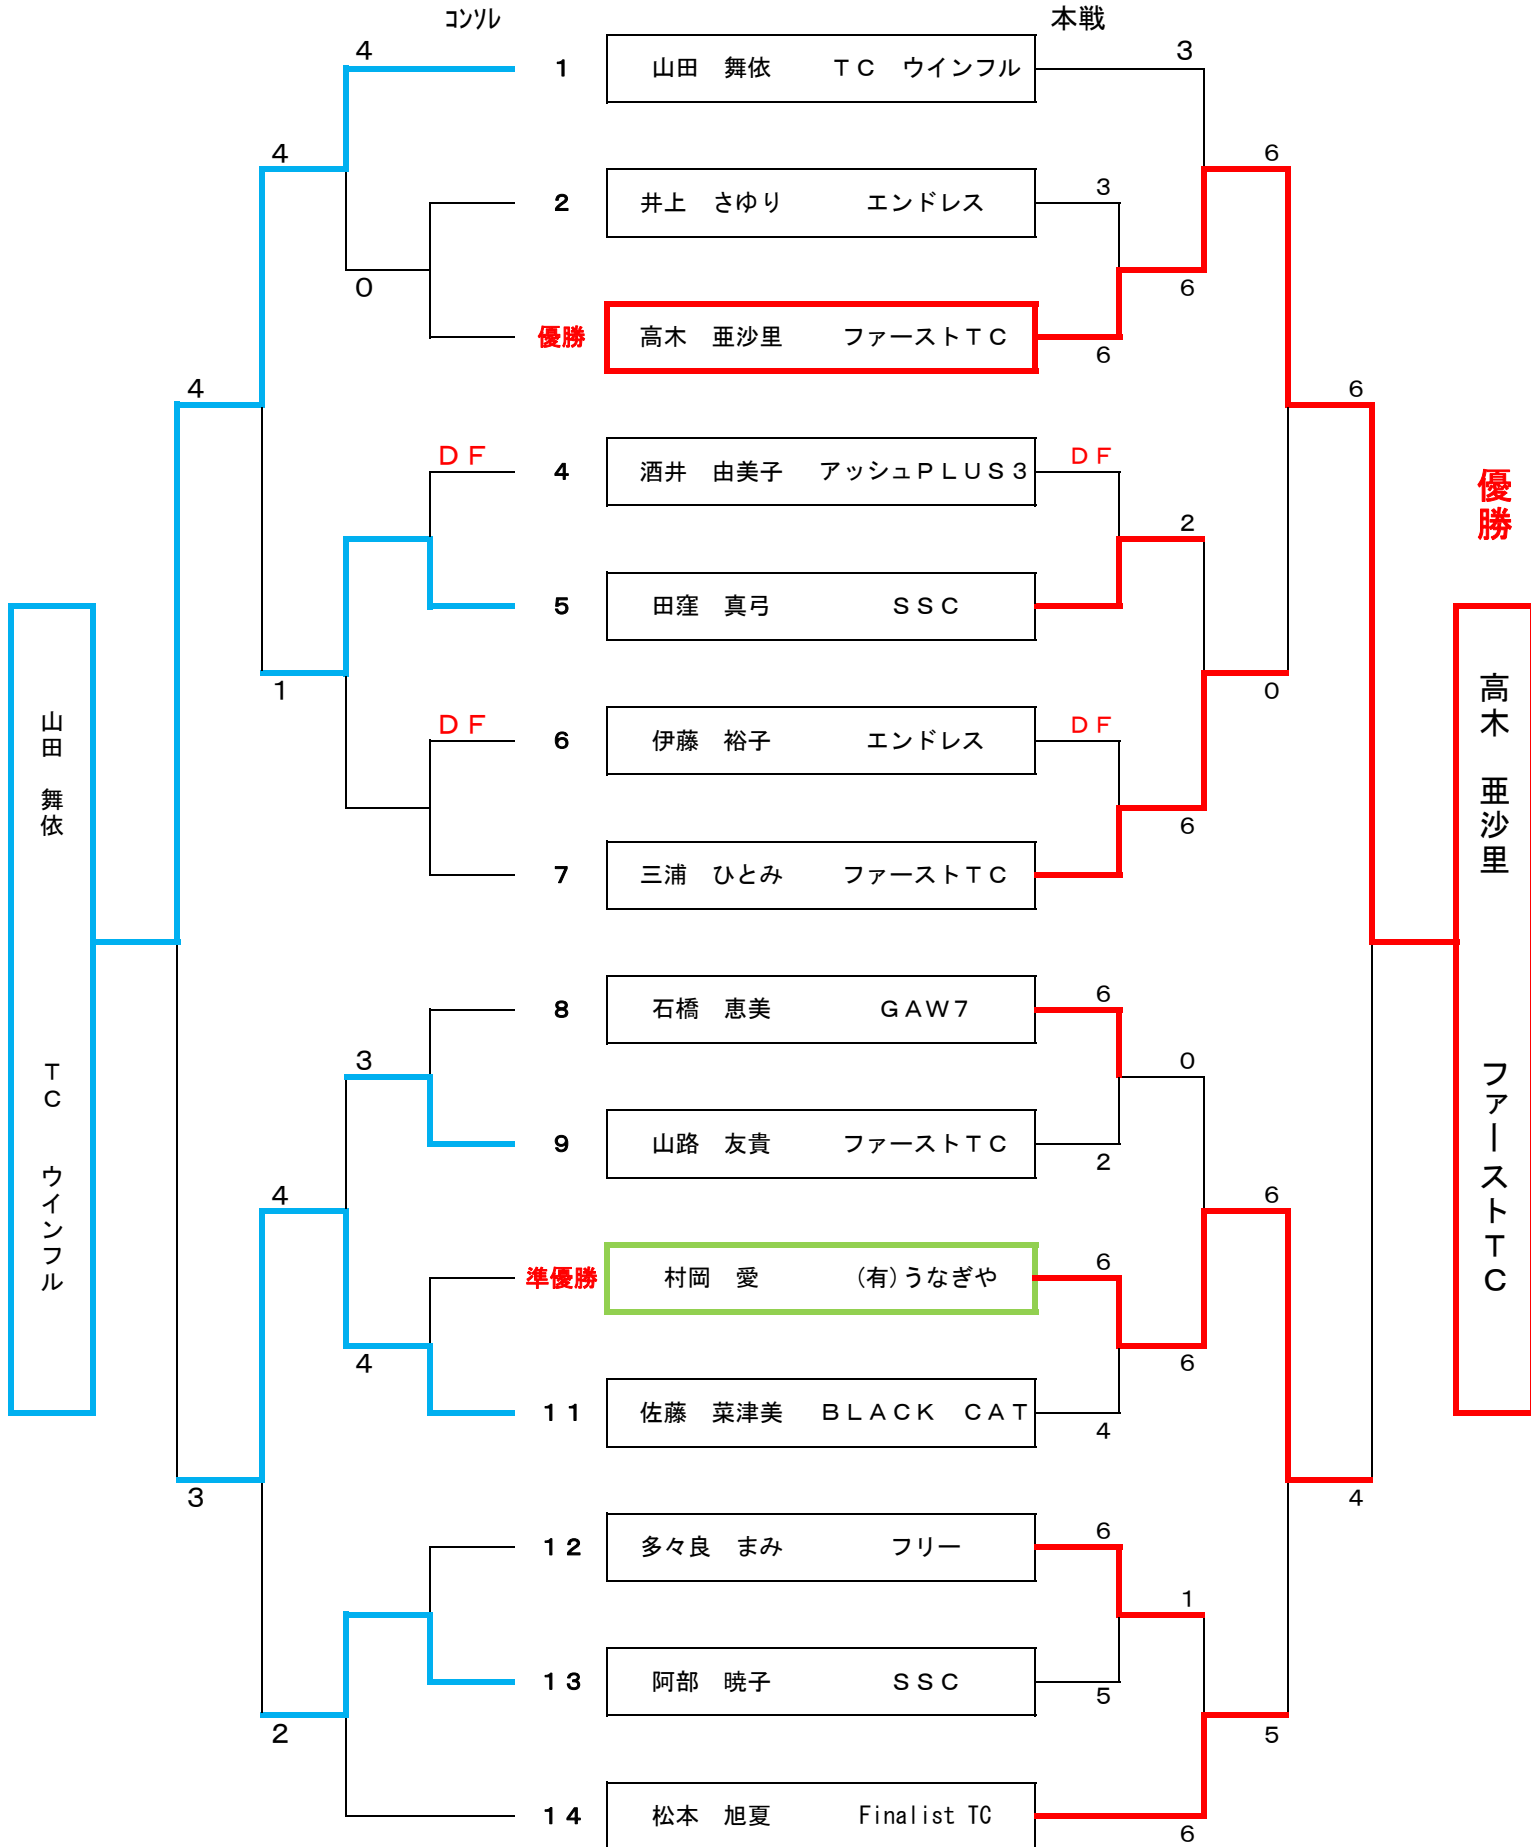 ｺﾝｿﾚ 本戦
4 1 山田 舞依 ＴＣ ウインフル 3
4 6
2 井上 さゆり エンドレス 3
0 6
優勝 高木 亜沙里 ファーストＴＣ 6
4 6
ＤＦ 4 酒井 由美子 アッシュＰＬＵＳ３ ＤＦ
優勝
2
5 田窪 真弓 ＳＳＣ
1 0
ＤＦ 6 伊藤 裕子 エンドレス ＤＦ
6
7 三浦 ひとみ ファーストＴＣ
山田 舞依 ＴＣ ウインフル
高木 亜沙里 ファーストＴＣ
8 石橋 恵美 ＧＡＷ７ 6
3 0
9 山路 友貴 ファーストＴＣ 2
4 6
準優勝 村岡 愛 (有)うなぎや 6
4 6
11 佐藤 菜津美 ＢＬＡＣＫ ＣＡＴ 4
3 4
12 多々良 まみ フリー 6
1
13 阿部 暁子 ＳＳＣ 5
2 5
14 松本 旭夏 Finalist TC 6